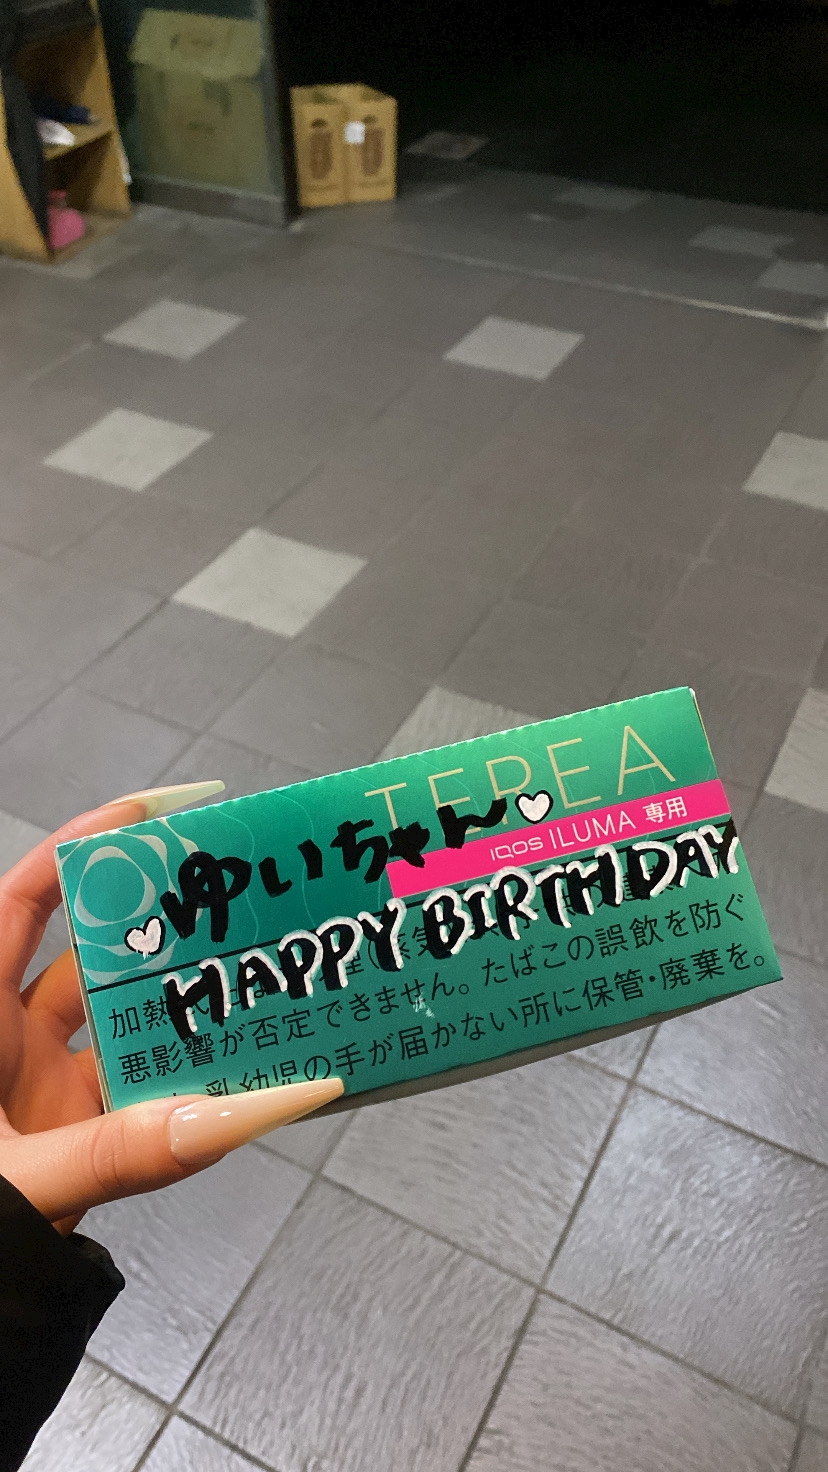 TEREA
IQOS ILUMA 専用
ゆいちゃん
HAPPY BIRTHDAY
加熱
悪影響が否定できません。たばこの誤飲を防ぐ
乳幼児の手が届かない所に保管・廃棄を。